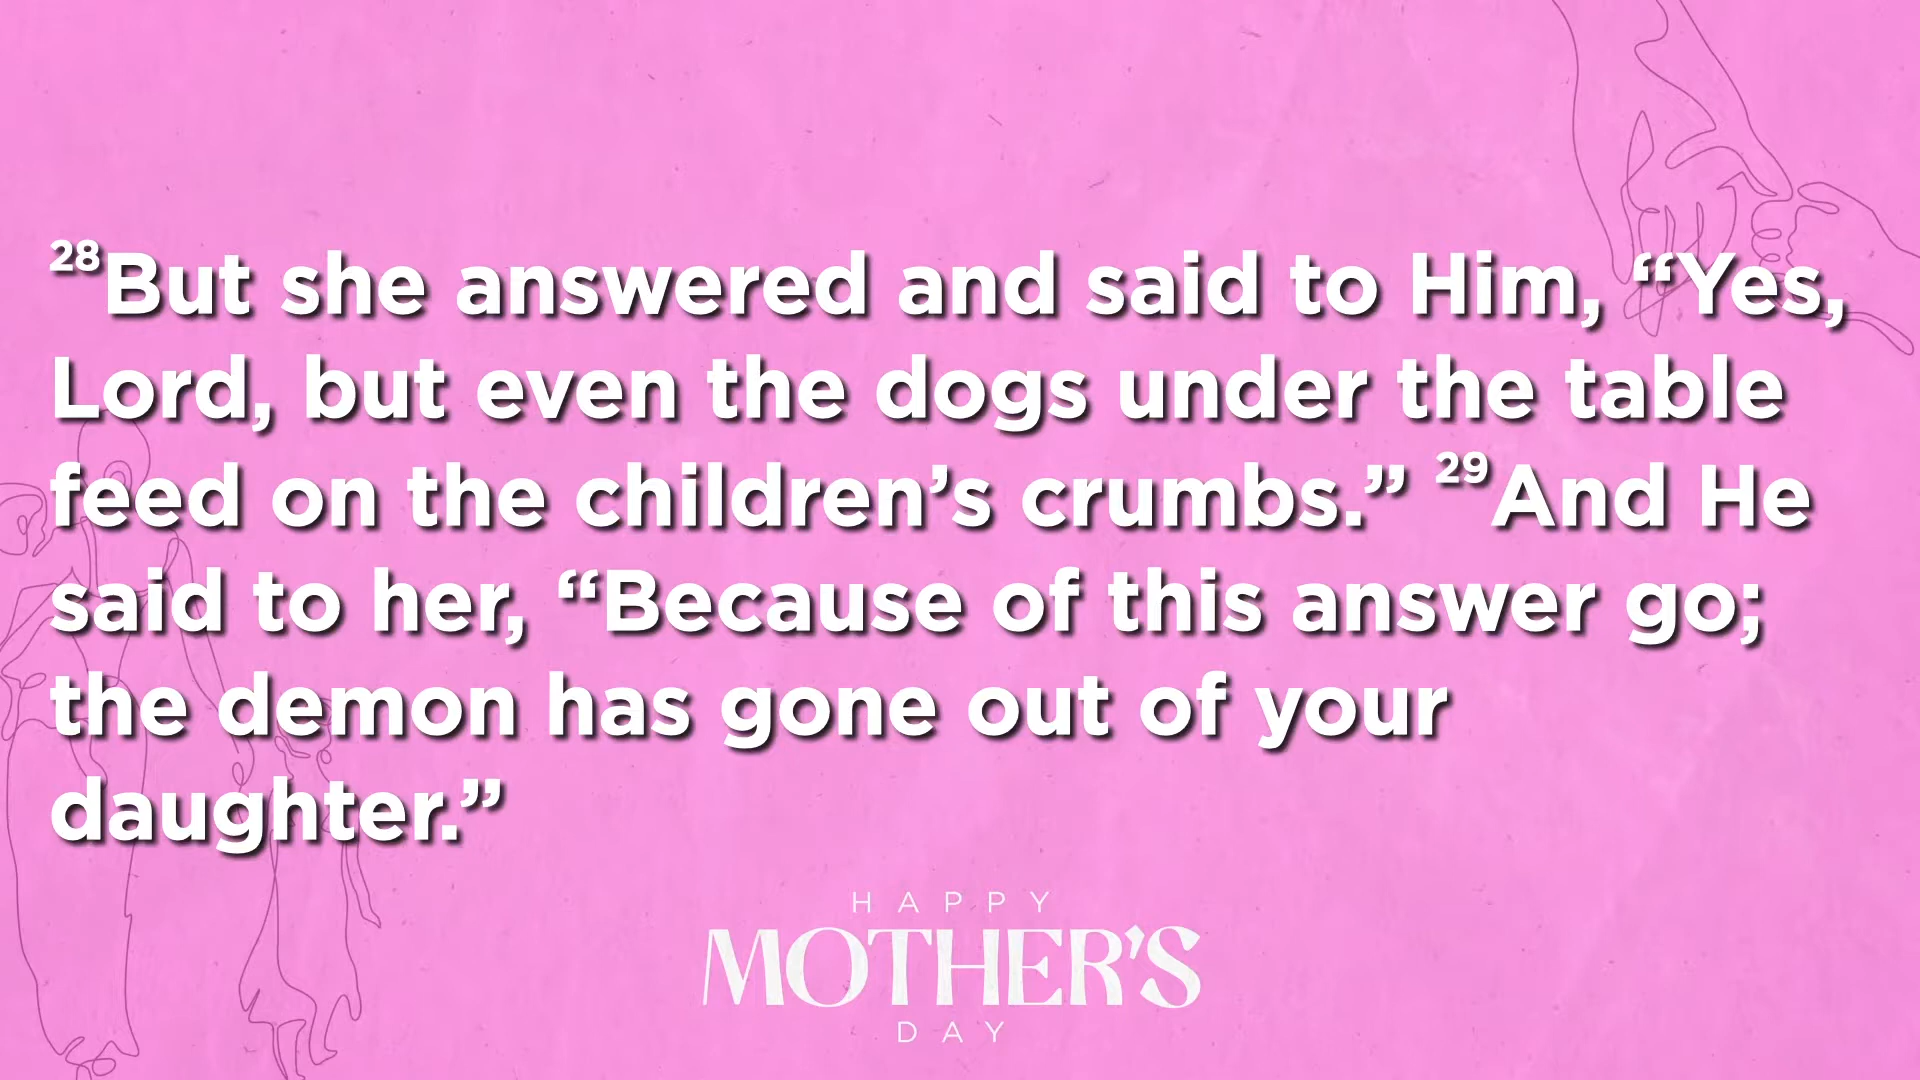 28But she answered and said to Him, “Yes,
Lord, but even the dogs under the table
feed on the children’s crumbs.” 29And He
said to her, “Because of this answer go;
the demon has gone out of your
daughter.”
HAPPY
MOTHER’S
DAY